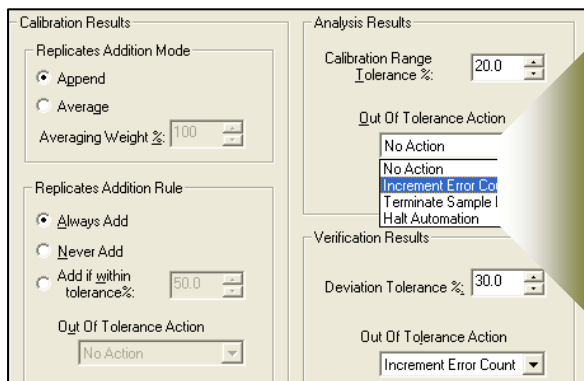 Calibration Results
Replicates Addition Mode
Append
Average
Averaging Weight %: 100
Replicates Addition Rule
Always Add
Never Add
Add if within
tolerance%: 50.0
Out Of Tolerance Action
No Action
Analysis Results
Calibration Range
Tolerance %: 20.0
Out Of Tolerance Action
No Action
No Action
Increment Error
Terminate Sample
Halt Automation
Verification Results
Deviation Tolerance %: 30.0
Out Of Tolerance Action
Increment Error Count